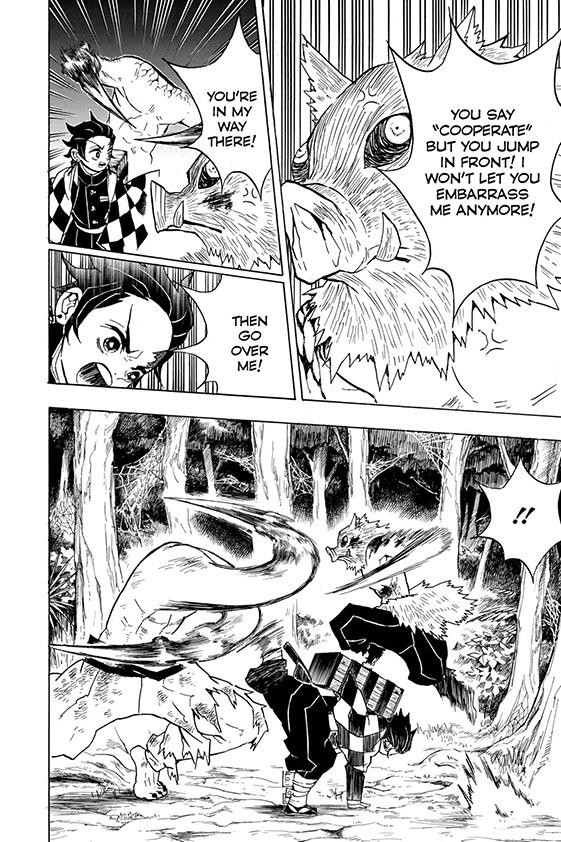 YOU SAY
"COOPERATE"
BUT YOU JUMP
IN FRONT! I
WON'T LET YOU
EMBARRASS
ME ANYMORE!
YOU'RE
IN MY
WAY
THERE!
THEN
GO
OVER
ME!
!!